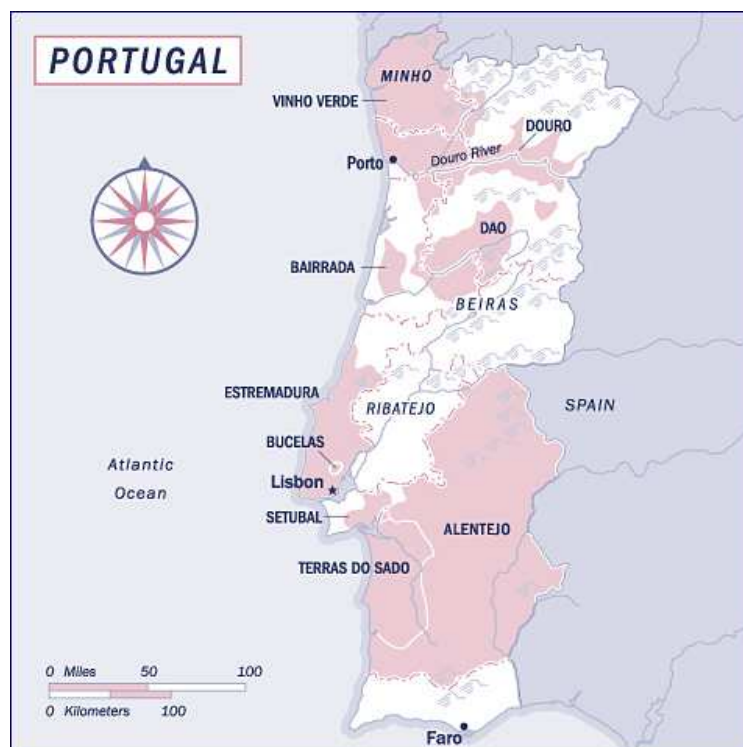 PORTUGAL
MINHO
VINHO VERDE
DOURO
Porto
Douro River
DAO
BAIRRADA
BEIRAS
ESTREMADURA
RIBATEJO
SPAIN
BUCELAS
Atlantic
Ocean
Lisbon
SETUBAL
ALENTEJO
TERRAS DO SADO
0 Miles 50 100
0 Kilometers 100
Faro